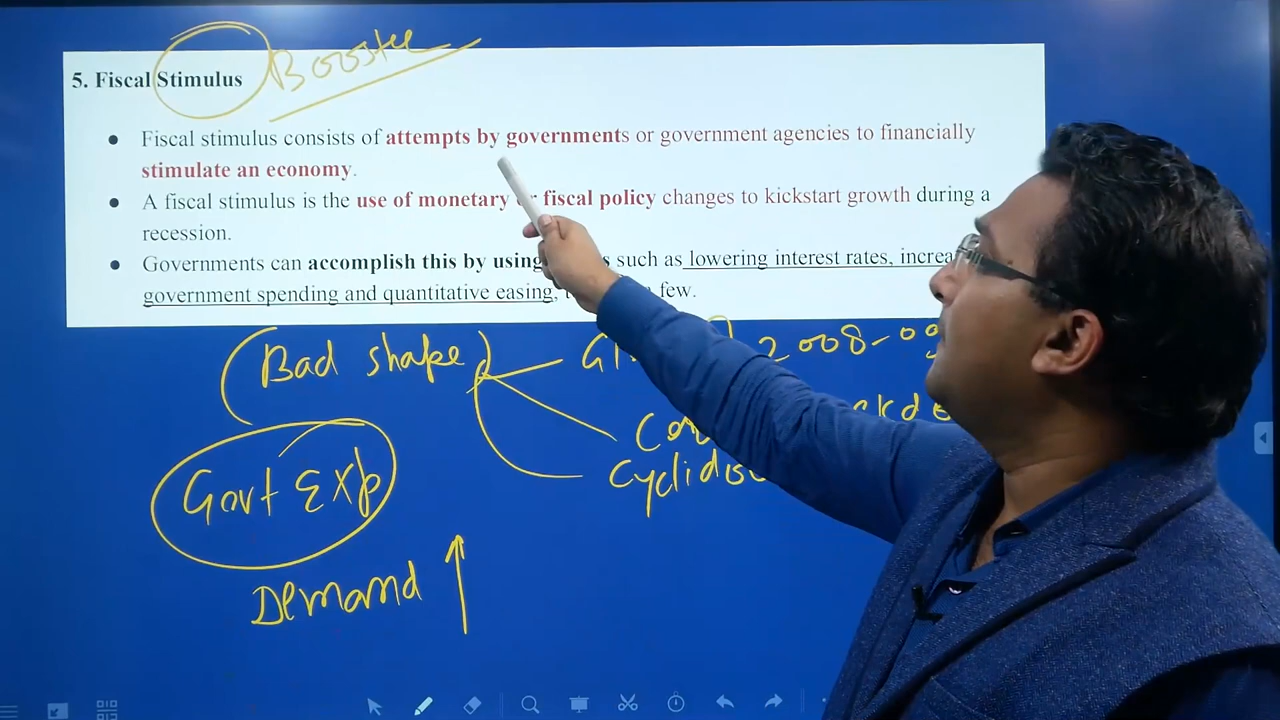 5. Fiscal Stimulus Booster
Fiscal stimulus consists of attempts by governments or government agencies to financially
stimulate an economy.
A fiscal stimulus is the use of monetary or fiscal policy changes to kickstart growth during a
recession.
Governments can accomplish this by using such as lowering interest rates,
government spending and quantitative easing, few.
(Bad shape) 2008-09
Govt Exp
Demand ↑